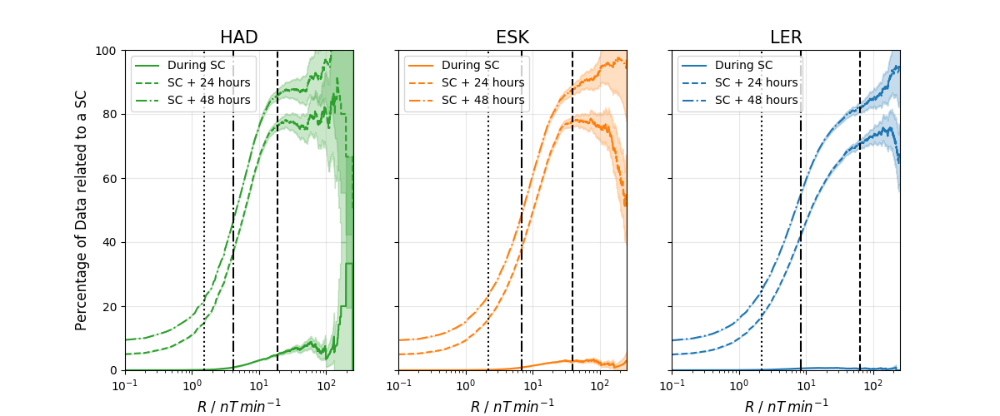 HAD
ESK
LER
Percentage of Data related to a SC
100
80
60
40
20
0
During SC
SC + 24 hours
SC + 48 hours
During SC
SC + 24 hours
SC + 48 hours
During SC
SC + 24 hours
SC + 48 hours
10⁻¹ 10⁰ 10¹ 10²
10⁻¹ 10⁰ 10¹ 10²
10⁻¹ 10⁰ 10¹ 10²
R / nT min⁻¹
R / nT min⁻¹
R / nT min⁻¹